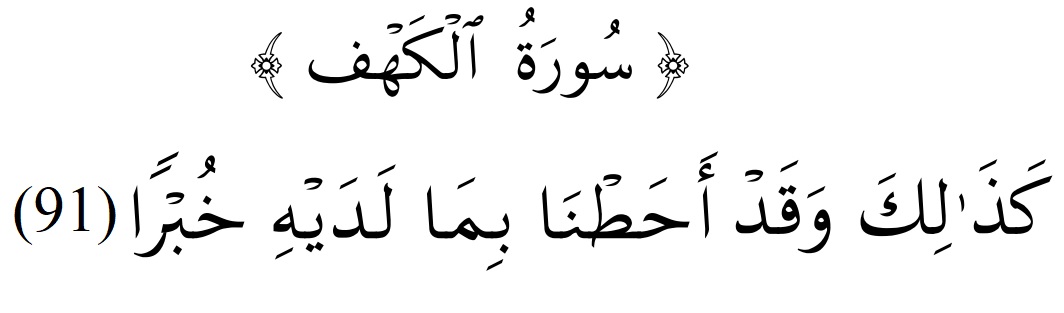 ﴿ سُورَةُ ٱلْكَهْف ﴾
كَذَٰلِكَ وَقَدْ أَحَطْنَا بِمَا لَدَيْهِ خُبْرًا (91)